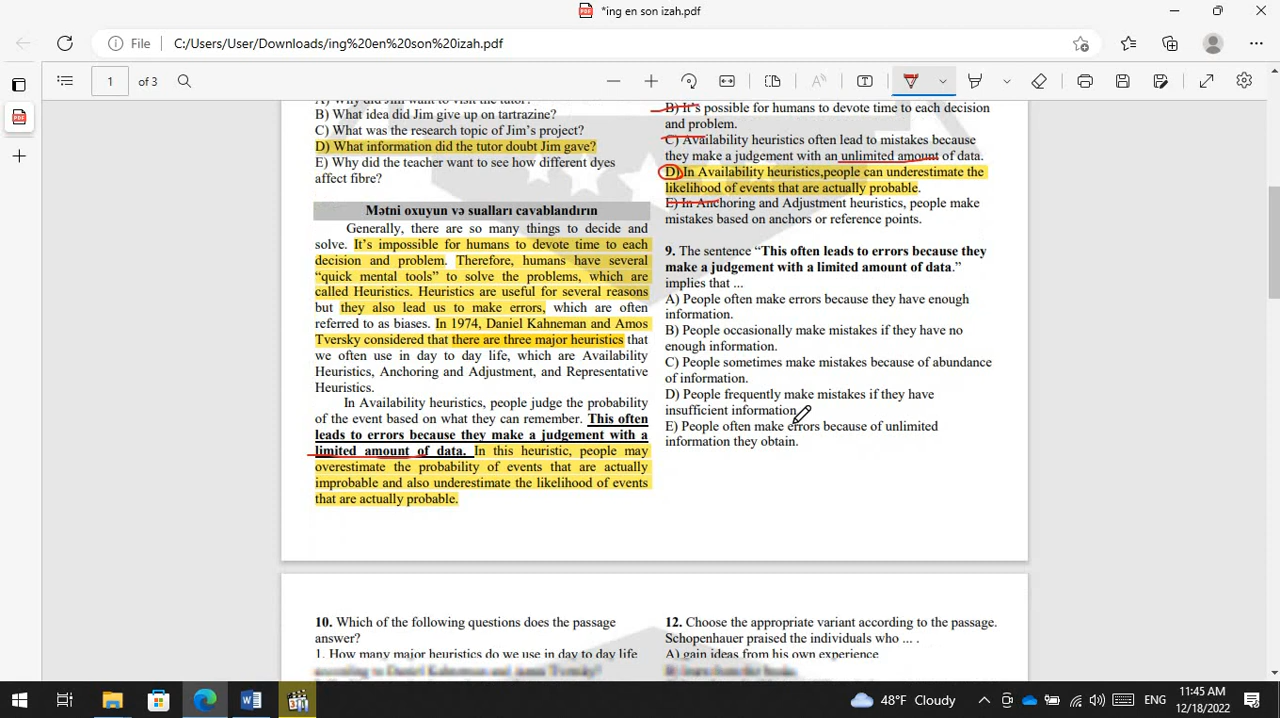 *ing en son izah.pdf
File
C:/Users/User/Downloads/ing%20en%20son%20izah.pdf
1 of 3
A) Why did Jim want to visit the tutor?
B) What idea did Jim give up on tartrazine?
C) What was the research topic of Jim's project?
D) What information did the tutor doubt Jim gave?
E) Why did the teacher want to see how different dyes
affect fibre?
Mətni oxuyun və sualları cavablandırın
Generally, there are so many things to decide and
solve. It's impossible for humans to devote time to each
decision and problem. Therefore, humans have several
"quick mental tools" to solve the problems, which are
called Heuristics. Heuristics are useful for several reasons
but they also lead us to make errors, which are often
referred to as biases. In 1974, Daniel Kahneman and Amos
Tversky considered that there are three major heuristics that
we often use in day to day life, which are Availability
Heuristics, Anchoring and Adjustment, and Representative
Heuristics.
In Availability heuristics, people judge the probability
of the event based on what they can remember. This often
leads to errors because they make a judgement with a
limited amount of data. In this heuristic, people may
overestimate the probability of events that are actually
improbable and also underestimate the likelihood of events
that are actually probable.
B) It's possible for humans to devote time to each decision
and problem.
C) Availability heuristics often lead to mistakes because
they make a judgement with an unlimited amount of data.
D) In Availability heuristics,people can underestimate the
likelihood of events that are actually probable.
E) In Anchoring and Adjustment heuristics, people make
mistakes based on anchors or reference points.
9. The sentence "This often leads to errors because they
make a judgement with a limited amount of data."
implies that ...
A) People often make errors because they have enough
information.
B) People occasionally make mistakes if they have no
enough information.
C) People sometimes make mistakes because of abundance
of information.
D) People frequently make mistakes if they have
insufficient information
E) People often make errors because of unlimited
information they obtain.
10. Which of the following questions does the passage
answer?
1. How many major heuristics do we use in day to day life
according to Daniel Kahneman and Amos Tversky?
12. Choose the appropriate variant according to the passage.
Schopenhauer praised the individuals who ... .
A) gain ideas from his own experience
48°F Cloudy
ENG
11:45 AM
12/18/2022